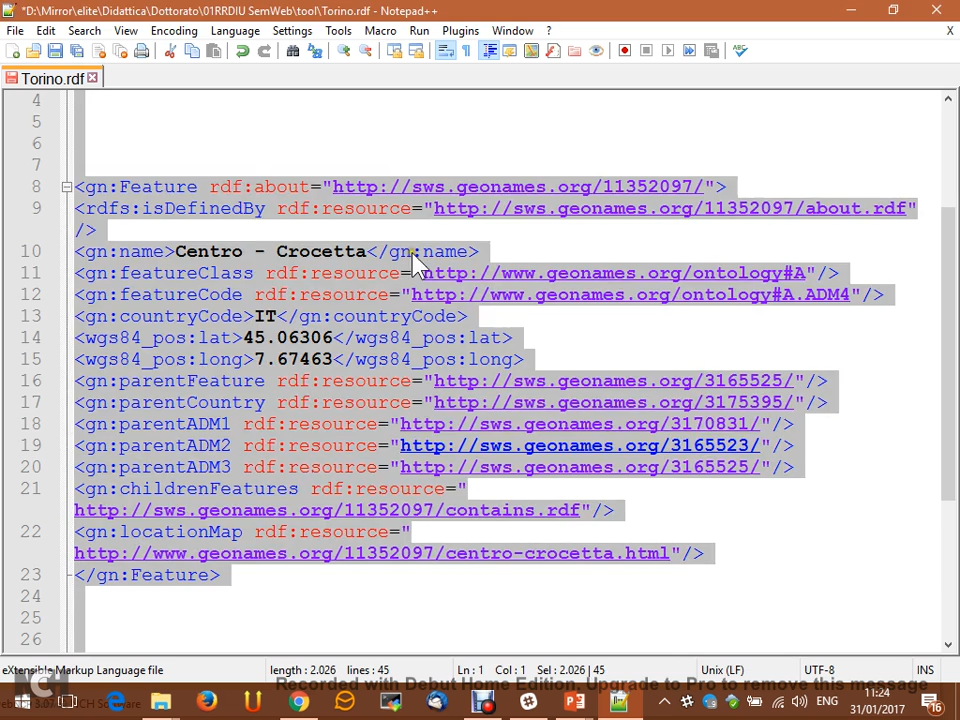 *D:\Mirror\elite\Didattica\Dottorato\01RRDIU SemWeb\tool\Torino.rdf - Notepad++
File Edit Search View Encoding Language Settings Tools Macro Run Plugins Window ? X
Torino.rdf
4
5
6
7
8 <gn:Feature rdf:about="http://sws.geonames.org/11352097/">
9 <rdfs:isDefinedBy rdf:resource="http://sws.geonames.org/11352097/about.rdf"
/>
10 <gn:name>Centro - Crocetta</gn:name>
11 <gn:featureClass rdf:resource="http://www.geonames.org/ontology#A"/>
12 <gn:featureCode rdf:resource="http://www.geonames.org/ontology#A.ADM4"/>
13 <gn:countryCode>IT</gn:countryCode>
14 <wgs84_pos:lat>45.06306</wgs84_pos:lat>
15 <wgs84_pos:long>7.67463</wgs84_pos:long>
16 <gn:parentFeature rdf:resource="http://sws.geonames.org/3165525/"/>
17 <gn:parentCountry rdf:resource="http://sws.geonames.org/3175395/"/>
18 <gn:parentADM1 rdf:resource="http://sws.geonames.org/3170831/"/>
19 <gn:parentADM2 rdf:resource="http://sws.geonames.org/3165523/"/>
20 <gn:parentADM3 rdf:resource="http://sws.geonames.org/3165525/"/>
21 <gn:childrenFeatures rdf:resource="
http://sws.geonames.org/11352097/contains.rdf"/>
22 <gn:locationMap rdf:resource="
http://www.geonames.org/11352097/centro-crocetta.html"/>
23 </gn:Feature>
24
25
26
eXtensible Markup Language file length : 2.026 lines : 45 Ln : 1 Col : 1 Sel : 2.026 | 45 Unix (LF) UTF-8 INS
Recorded with Debut Home Edition. Upgrade to Pro to remove this message
NCH
NCH Software
ENG
11:24
31/01/2017
16